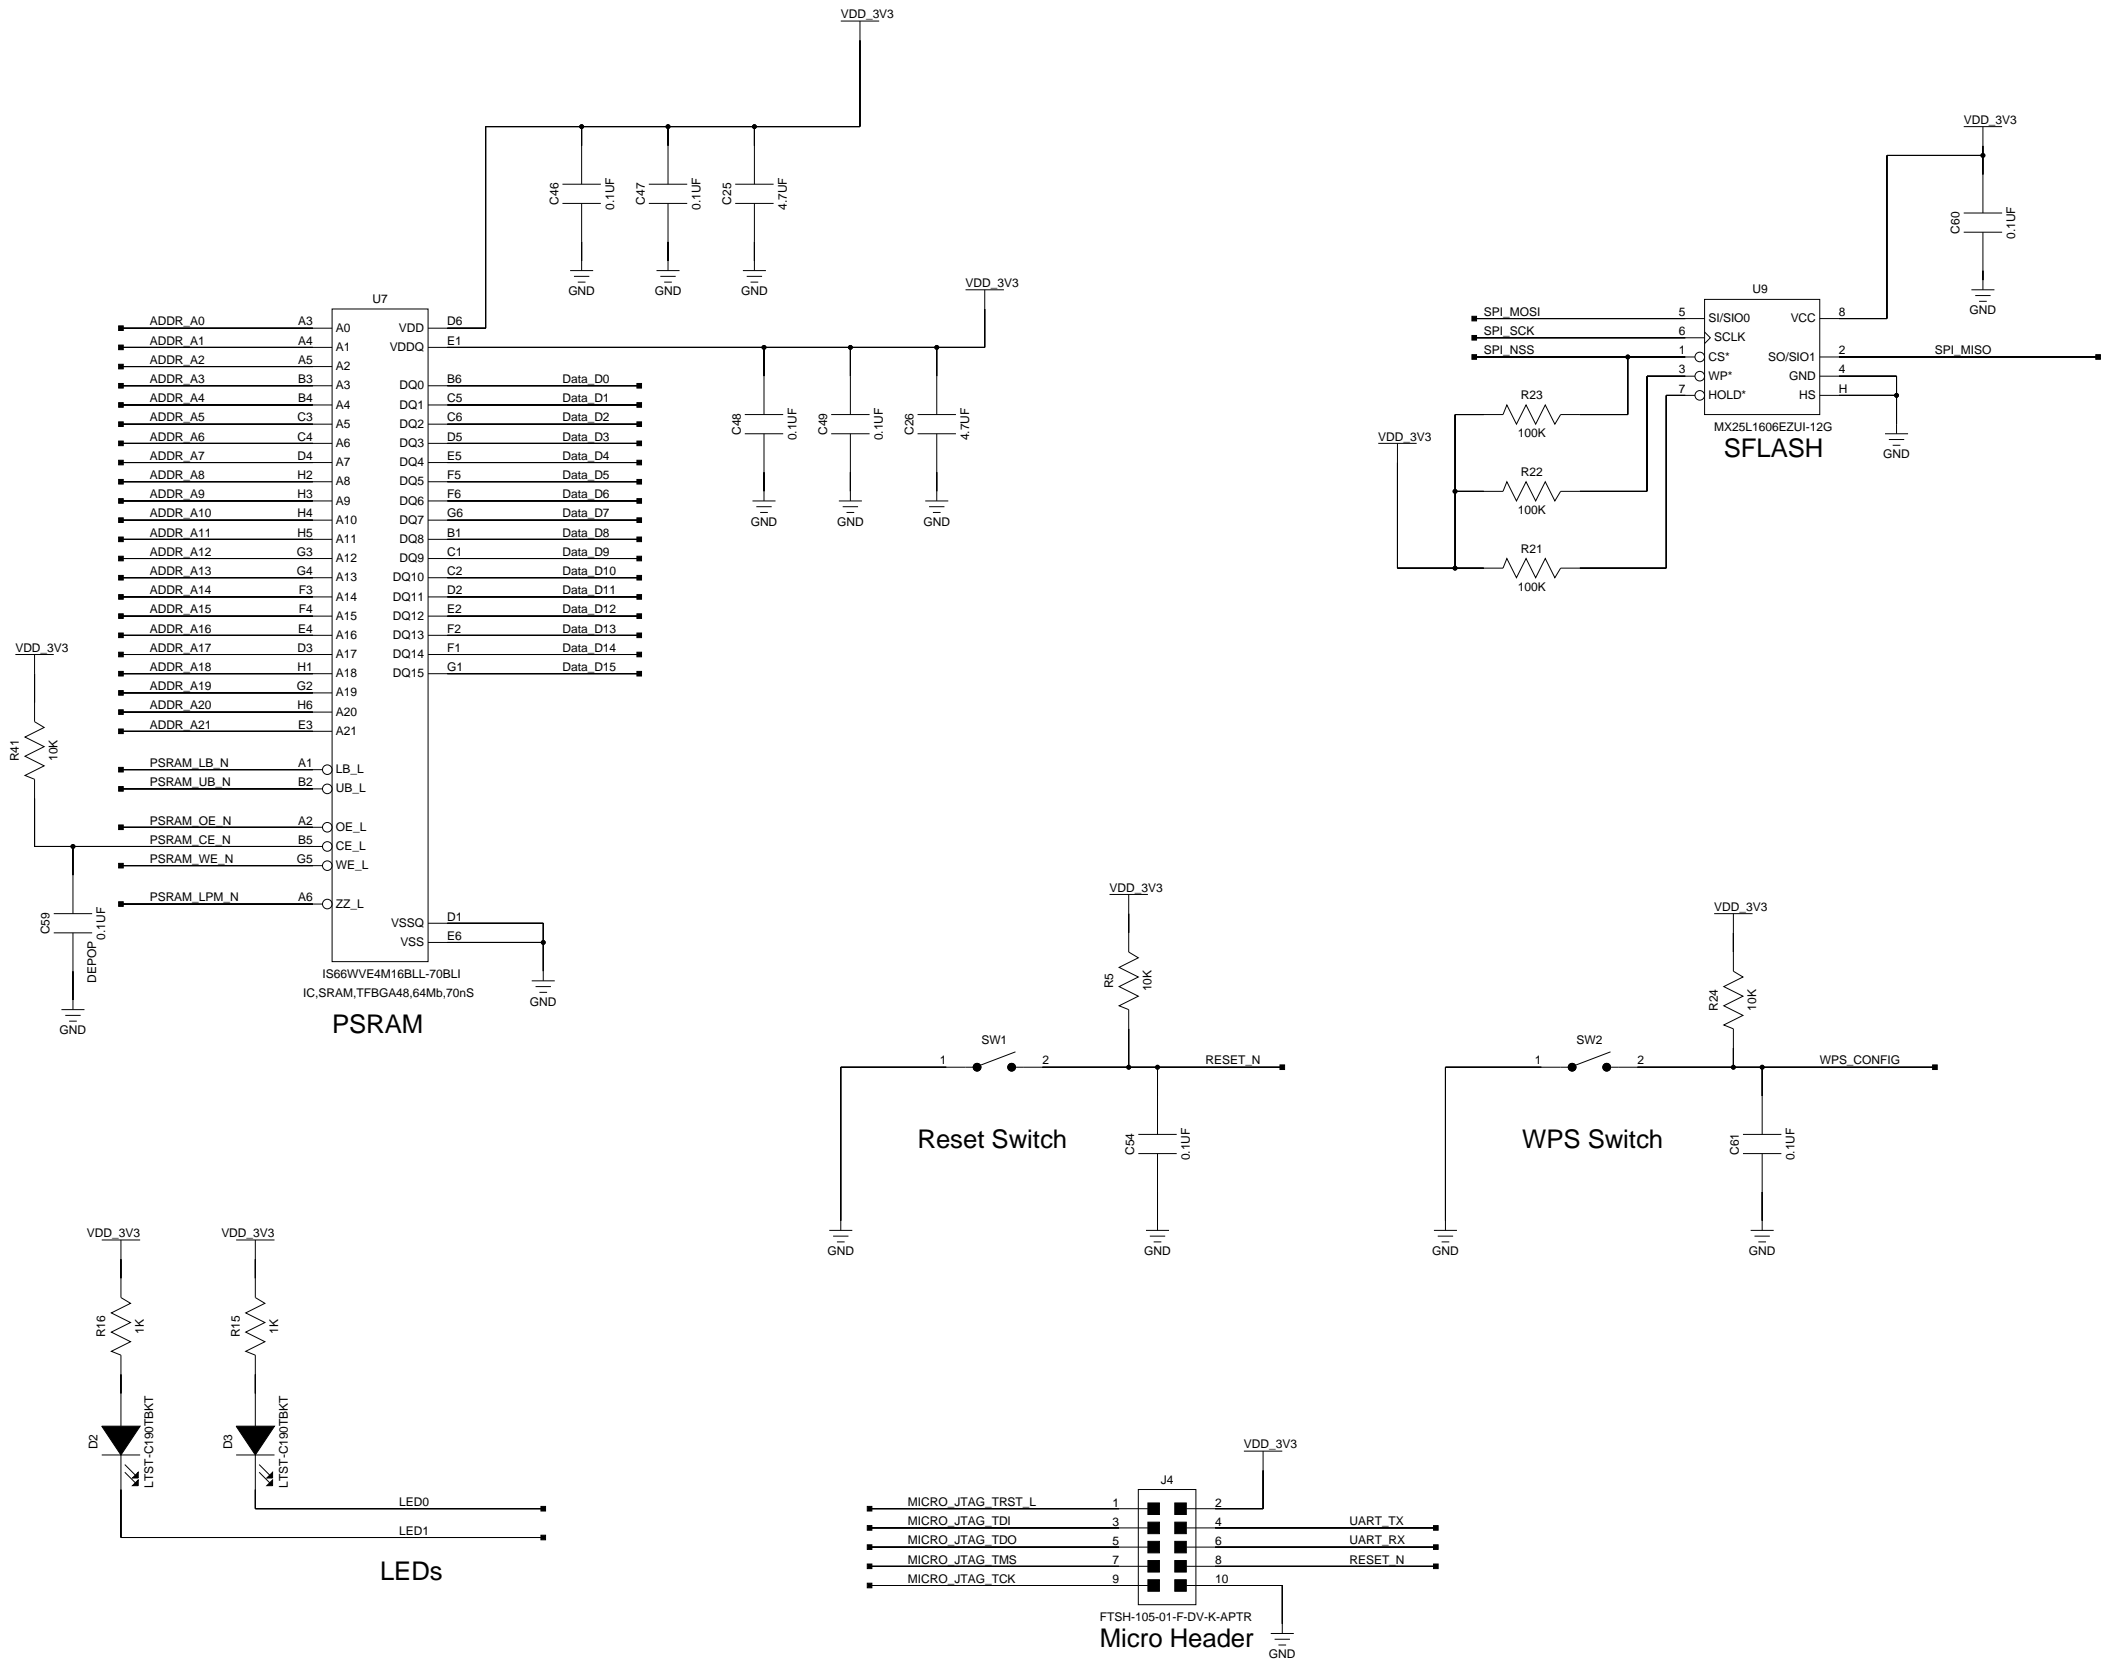 VDD_3V3
C46
0.1UF
C47
0.1UF
C25
4.7UF
GND
GND
GND
VDD_3V3
C48
0.1UF
C49
0.1UF
C26
4.7UF
GND
GND
GND
U7
ADDR_A0 A3 A0 VDD D6
ADDR_A1 A4 A1 VDDQ E1
ADDR_A2 A5 A2
ADDR_A3 B3 A3 DQ0 B6 Data_D0
ADDR_A4 B4 A4 DQ1 C5 Data_D1
ADDR_A5 C3 A5 DQ2 C6 Data_D2
ADDR_A6 C4 A6 DQ3 D5 Data_D3
ADDR_A7 D4 A7 DQ4 E5 Data_D4
ADDR_A8 H2 A8 DQ5 F5 Data_D5
ADDR_A9 H3 A9 DQ6 F6 Data_D6
ADDR_A10 H4 A10 DQ7 G6 Data_D7
ADDR_A11 H5 A11 DQ8 B1 Data_D8
ADDR_A12 G3 A12 DQ9 C1 Data_D9
ADDR_A13 G4 A13 DQ10 C2 Data_D10
ADDR_A14 F3 A14 DQ11 D2 Data_D11
ADDR_A15 F4 A15 DQ12 E2 Data_D12
ADDR_A16 E4 A16 DQ13 F2 Data_D13
ADDR_A17 D3 A17 DQ14 F1 Data_D14
ADDR_A18 H1 A18 DQ15 G1 Data_D15
ADDR_A19 G2 A19
ADDR_A20 H6 A20
ADDR_A21 E3 A21
PSRAM_LB_N A1 LB_L
PSRAM_UB_N B2 UB_L
PSRAM_OE_N A2 OE_L
PSRAM_CE_N B5 CE_L
PSRAM_WE_N G5 WE_L
PSRAM_LPM_N A6 ZZ_L
VSSQ D1
VSS E6
GND
VDD_3V3
R41
10K
C59
0.1UF
DEPOP
GND
IS66WVE4M16BLL-70BLI
IC,SRAM,TFBGA48,64Mb,70nS
PSRAM
VDD_3V3
C60
0.1UF
GND
U9
SPI_MOSI 5 SI/SIO0 VCC 8
SPI_SCK 6 SCLK
SPI_NSS 1 CS* SO/SIO1 2 SPI_MISO
3 WP* GND 4
7 HOLD* HS H
MX25L1606EZUI-12G
SFLASH
GND
VDD_3V3
R23
100K
R22
100K
R21
100K
VDD_3V3
R5
10K
SW1
1 2 RESET_N
Reset Switch
C54
0.1UF
GND
GND
VDD_3V3
R24
10K
SW2
1 2 WPS_CONFIG
WPS Switch
C61
0.1UF
GND
GND
VDD_3V3
VDD_3V3
R16
1K
R15
1K
D2
LTST-C190TBKT
D3
LTST-C190TBKT
LED0
LED1
LEDs
VDD_3V3
J4
MICRO_JTAG_TRST_L 1 2
MICRO_JTAG_TDI 3 4 UART_TX
MICRO_JTAG_TDO 5 6 UART_RX
MICRO_JTAG_TMS 7 8 RESET_N
MICRO_JTAG_TCK 9 10
FTSH-105-01-F-DV-K-APTR
Micro Header
GND